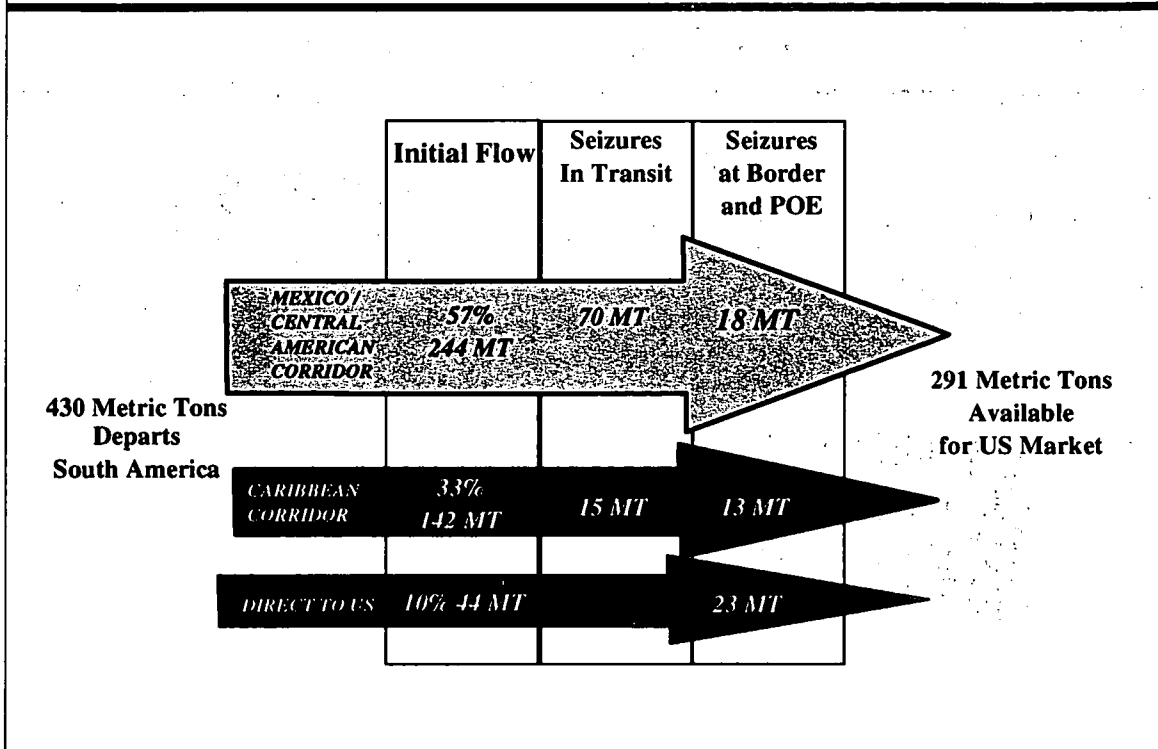 Initial Flow
Seizures
In Transit
Seizures
at Border
and POE
MEXICO /
CENTRAL
AMERICAN
CORRIDOR
57%
244 MT
70 MT
18 MT
430 Metric Tons
Departs
South America
291 Metric Tons
Available
for US Market
CARIBBEAN
CORRIDOR
33%
142 MT
15 MT
13 MT
DIRECT TO US
10% 44 MT
23 MT